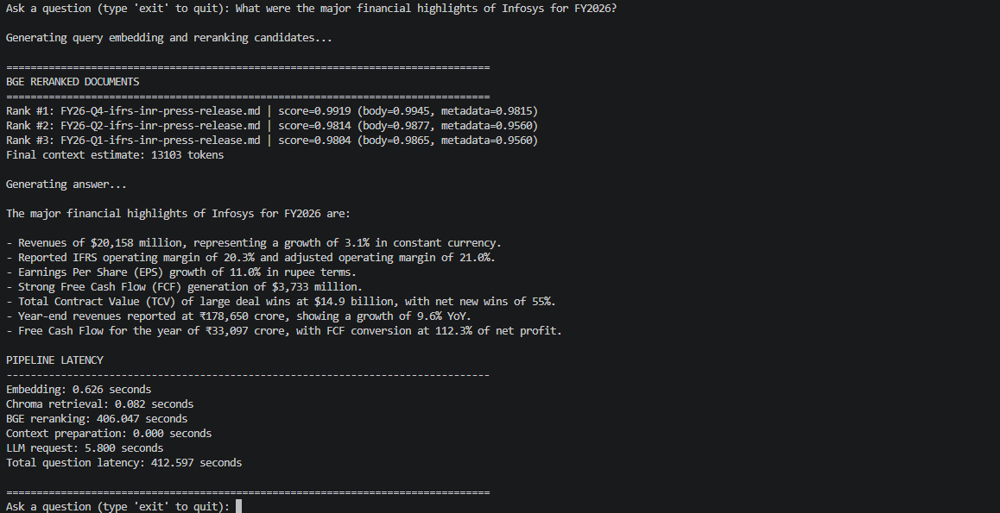 Ask a question (type 'exit' to quit): What were the major financial highlights of Infosys for FY2026?
Generating query embedding and reranking candidates...
================================================================================
BGE RERANKED DOCUMENTS
================================================================================
Rank #1: FY26-Q4-ifrs-inr-press-release.md | score=0.9919 (body=0.9945, metadata=0.9815)
Rank #2: FY26-Q2-ifrs-inr-press-release.md | score=0.9814 (body=0.9877, metadata=0.9560)
Rank #3: FY26-Q1-ifrs-inr-press-release.md | score=0.9804 (body=0.9865, metadata=0.9560)
Final context estimate: 13103 tokens
Generating answer...
The major financial highlights of Infosys for FY2026 are:
- Revenues of $20,158 million, representing a growth of 3.1% in constant currency.
- Reported IFRS operating margin of 20.3% and adjusted operating margin of 21.0%.
- Earnings Per Share (EPS) growth of 11.0% in rupee terms.
- Strong Free Cash Flow (FCF) generation of $3,733 million.
- Total Contract Value (TCV) of large deal wins at $14.9 billion, with net new wins of 55%.
- Year-end revenues reported at ₹178,650 crore, showing a growth of 9.6% YoY.
- Free Cash Flow for the year of ₹33,097 crore, with FCF conversion at 112.3% of net profit.
PIPELINE LATENCY
--------------------------------------------------------------------------------
Embedding: 0.626 seconds
Chroma retrieval: 0.082 seconds
BGE reranking: 406.047 seconds
Context preparation: 0.000 seconds
LLM request: 5.800 seconds
Total question latency: 412.597 seconds
================================================================================
Ask a question (type 'exit' to quit):